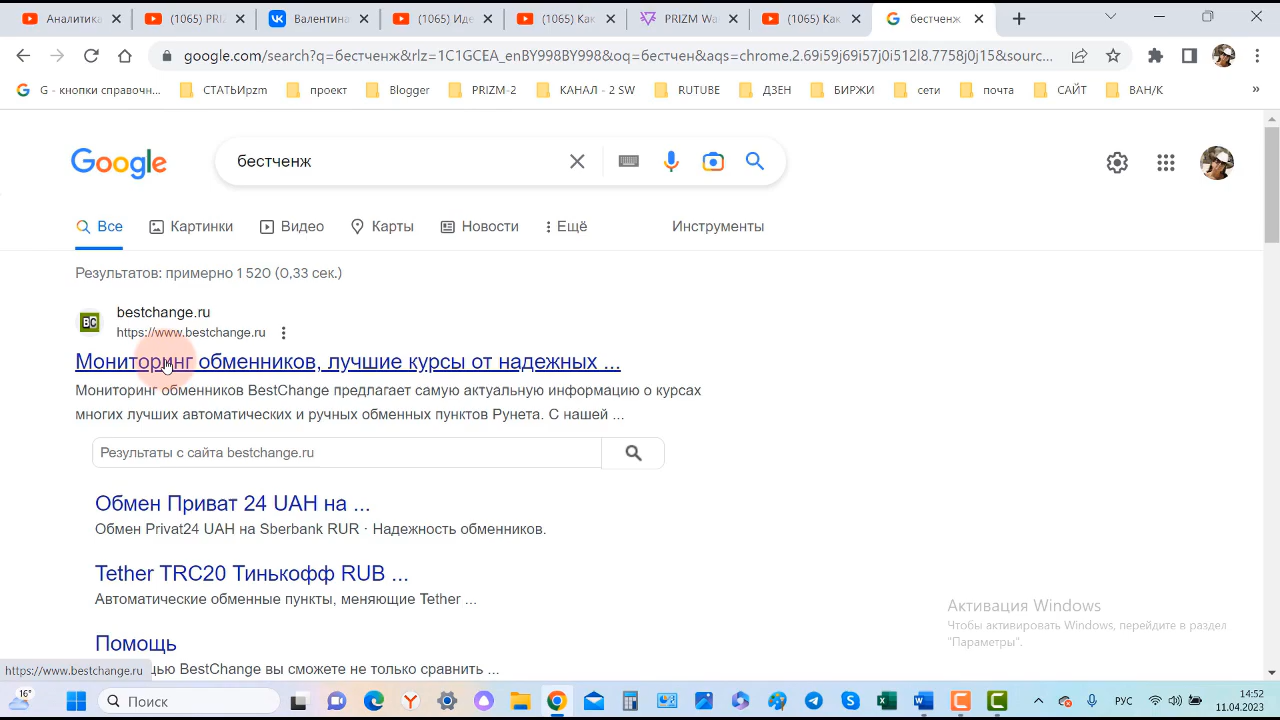 Аналитика
(1065) PRIZ
Валентина
(1065) Иде
(1065) Как
PRIZM Wa
(1065) Как
бестченж
google.com/search?q=бестченж&rlz=1C1GCEA_enBY998BY998&oq=бестчен&aqs=chrome.2.69i59j69i57j0i512l8.7758j0j15&sourc...
G - кнопки справочн...
СТАТЬИpzm
проект
Blogger
PRIZM-2
КАНАЛ - 2 SW
RUTUBE
ДЗЕН
БИРЖИ
сети
почта
САЙТ
ВАН/К
»
Google
бестченж
Все
Картинки
Видео
Карты
Новости
Ещё
Инструменты
Результатов: примерно 1 520 (0,33 сек.)
BC
bestchange.ru
https://www.bestchange.ru
Мониторинг обменников, лучшие курсы от надежных ...
Мониторинг обменников BestChange предлагает самую актуальную информацию о курсах
многих лучших автоматических и ручных обменных пунктов Рунета. С нашей ...
Результаты с сайта bestchange.ru
Обмен Приват 24 UAH на ...
Обмен Privat24 UAH на Sberbank RUR · Надежность обменников.
Tether TRC20 Тинькофф RUB ...
Автоматические обменные пункты, меняющие Tether ...
Помощь
щью BestChange вы сможете не только сравнить ...
Активация Windows
Чтобы активировать Windows, перейдите в раздел
"Параметры".
https://www.bestchange.ru
16°
Поиск
РУС
14:52
11.04.2023